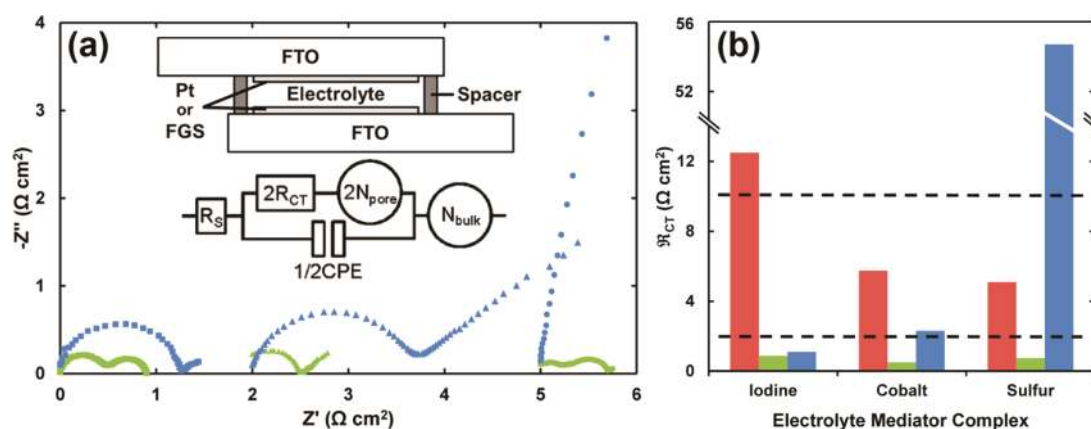 (a)
FTO
Pt
or
FGS
Electrolyte
Spacer
FTO
R_S
2R_CT
2N_pore
N_bulk
1/2CPE
-Z" (Ω cm²)
4
3
2
1
0
0 1 2 3 4 5 6
Z' (Ω cm²)
(b)
ℜ_CT (Ω cm²)
56
52
12
8
4
0
Iodine Cobalt Sulfur
Electrolyte Mediator Complex